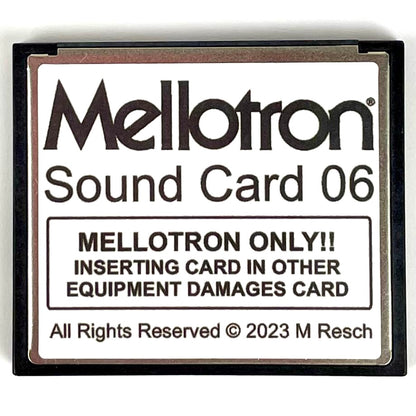 Mellotron®
Sound Card 06
MELLOTRON ONLY!!
INSERTING CARD IN OTHER
EQUIPMENT DAMAGES CARD
All Rights Reserved © 2023 M Resch